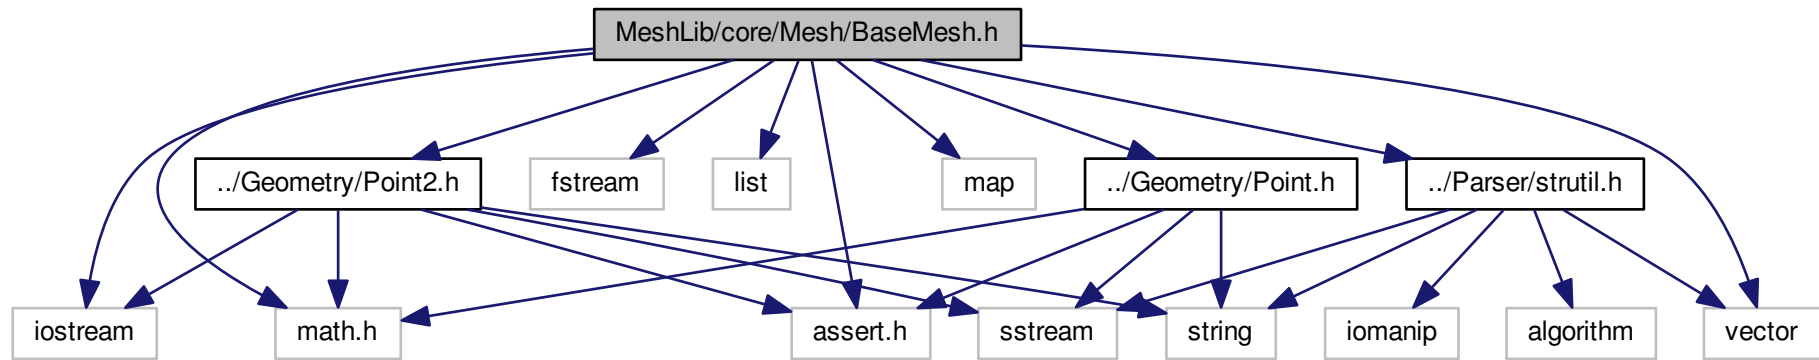 MeshLib/core/Mesh/BaseMesh.h
../Geometry/Point2.h
fstream
list
map
../Geometry/Point.h
../Parser/strutil.h
iostream
math.h
assert.h
sstream
string
iomanip
algorithm
vector